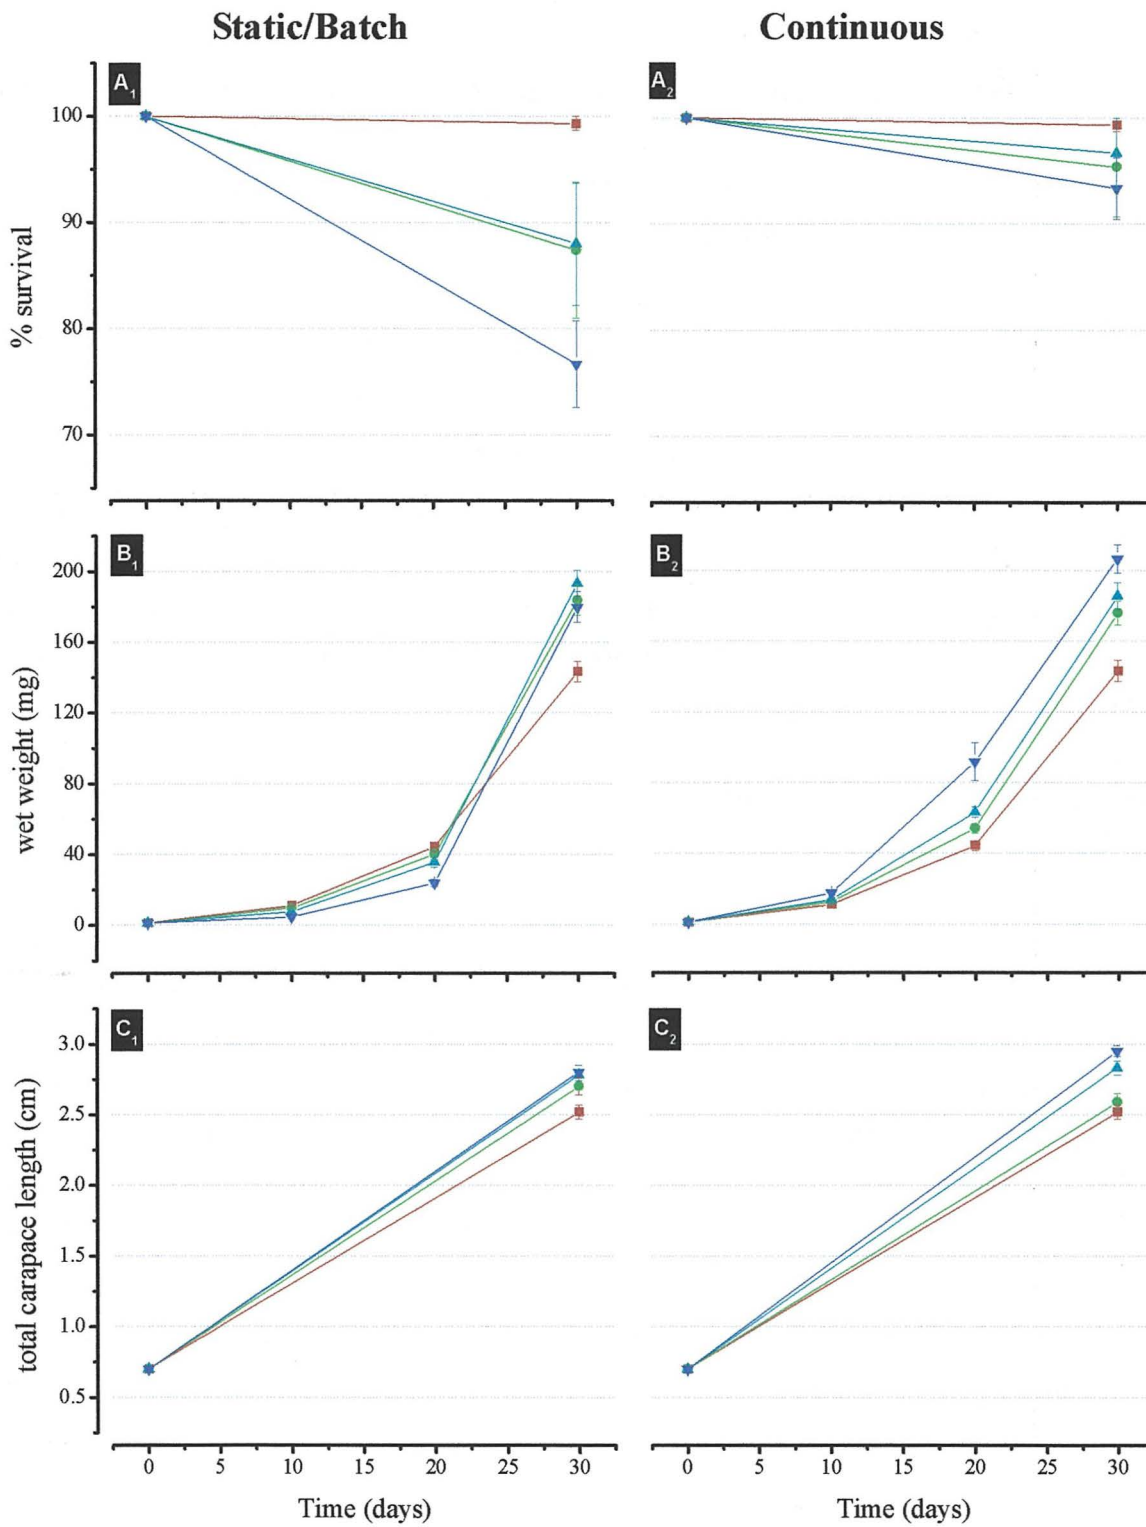 Static/Batch
Continuous
A1
A2
100
90
80
70
% survival
B1
B2
200
160
120
80
40
0
wet weight (mg)
C1
C2
3.0
2.5
2.0
1.5
1.0
0.5
total carapace length (cm)
0 5 10 15 20 25 30
0 5 10 15 20 25 30
Time (days)
Time (days)